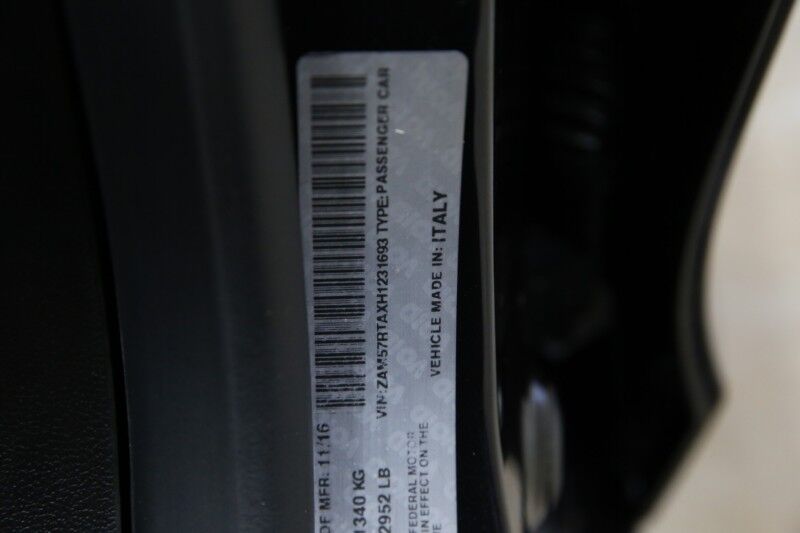 OF MFR: 11/16
1340 KG
2952 LB
FEDERAL MOTOR
IN EFFECT ON THE
VIN:ZAM57RTAXH1231693 TYPE:PASSENGER CAR
VEHICLE MADE IN: ITALY